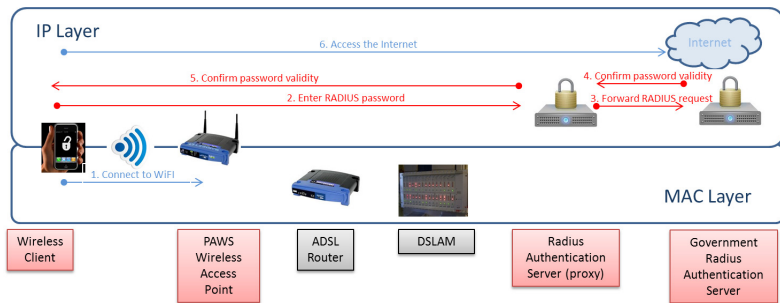 IP Layer
6. Access the Internet
Internet
5. Confirm password validity
4. Confirm password validity
2. Enter RADIUS password
3. Forward RADIUS request
1. Connect to WiFI
MAC Layer
Wireless
Client
PAWS
Wireless
Access
Point
ADSL
Router
DSLAM
Radius
Authentication
Server (proxy)
Government
Radius
Authentication
Server